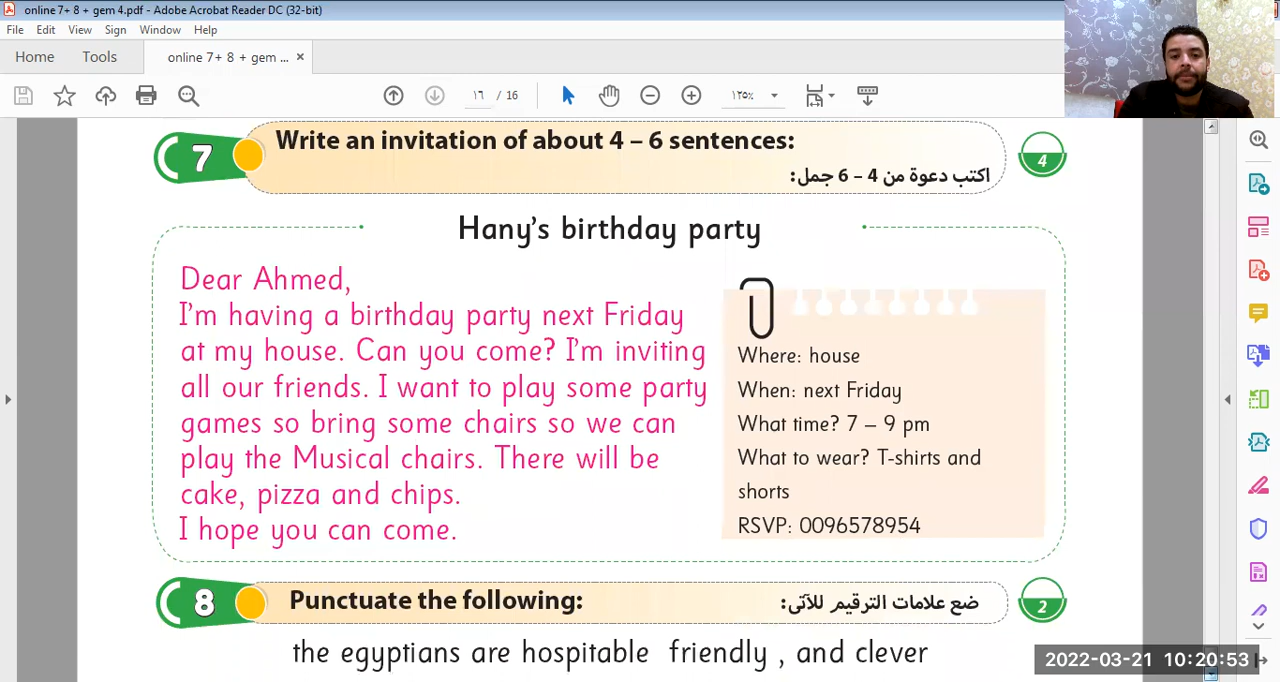 online 7+ 8 + gem 4.pdf - Adobe Acrobat Reader DC (32-bit)
File Edit View Sign Window Help
Home Tools online 7+ 8 + gem ... ×
١٦ / 16 ١٢٥%
7 Write an invitation of about 4 – 6 sentences: 4
اكتب دعوة من 4 – 6 جمل:
Hany's birthday party
Dear Ahmed,
I'm having a birthday party next Friday
at my house. Can you come? I'm inviting
all our friends. I want to play some party
games so bring some chairs so we can
play the Musical chairs. There will be
cake, pizza and chips.
I hope you can come.
Where: house
When: next Friday
What time? 7 – 9 pm
What to wear? T-shirts and
shorts
RSVP: 0096578954
8 Punctuate the following: ضع علامات الترقيم للآتى: 2
the egyptians are hospitable friendly , and clever
2022-03-21 10:20:53